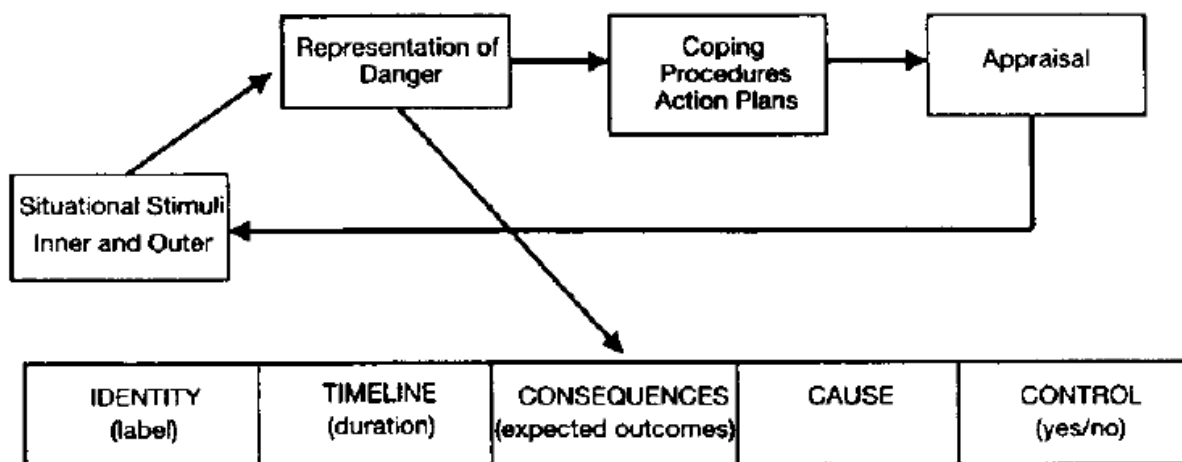 Representation of
Danger
Coping
Procedures
Action Plans
Appraisal
Situational Stimuli
Inner and Outer
IDENTITY
(label)
TIMELINE
(duration)
CONSEQUENCES
(expected outcomes)
CAUSE
CONTROL
(yes/no)